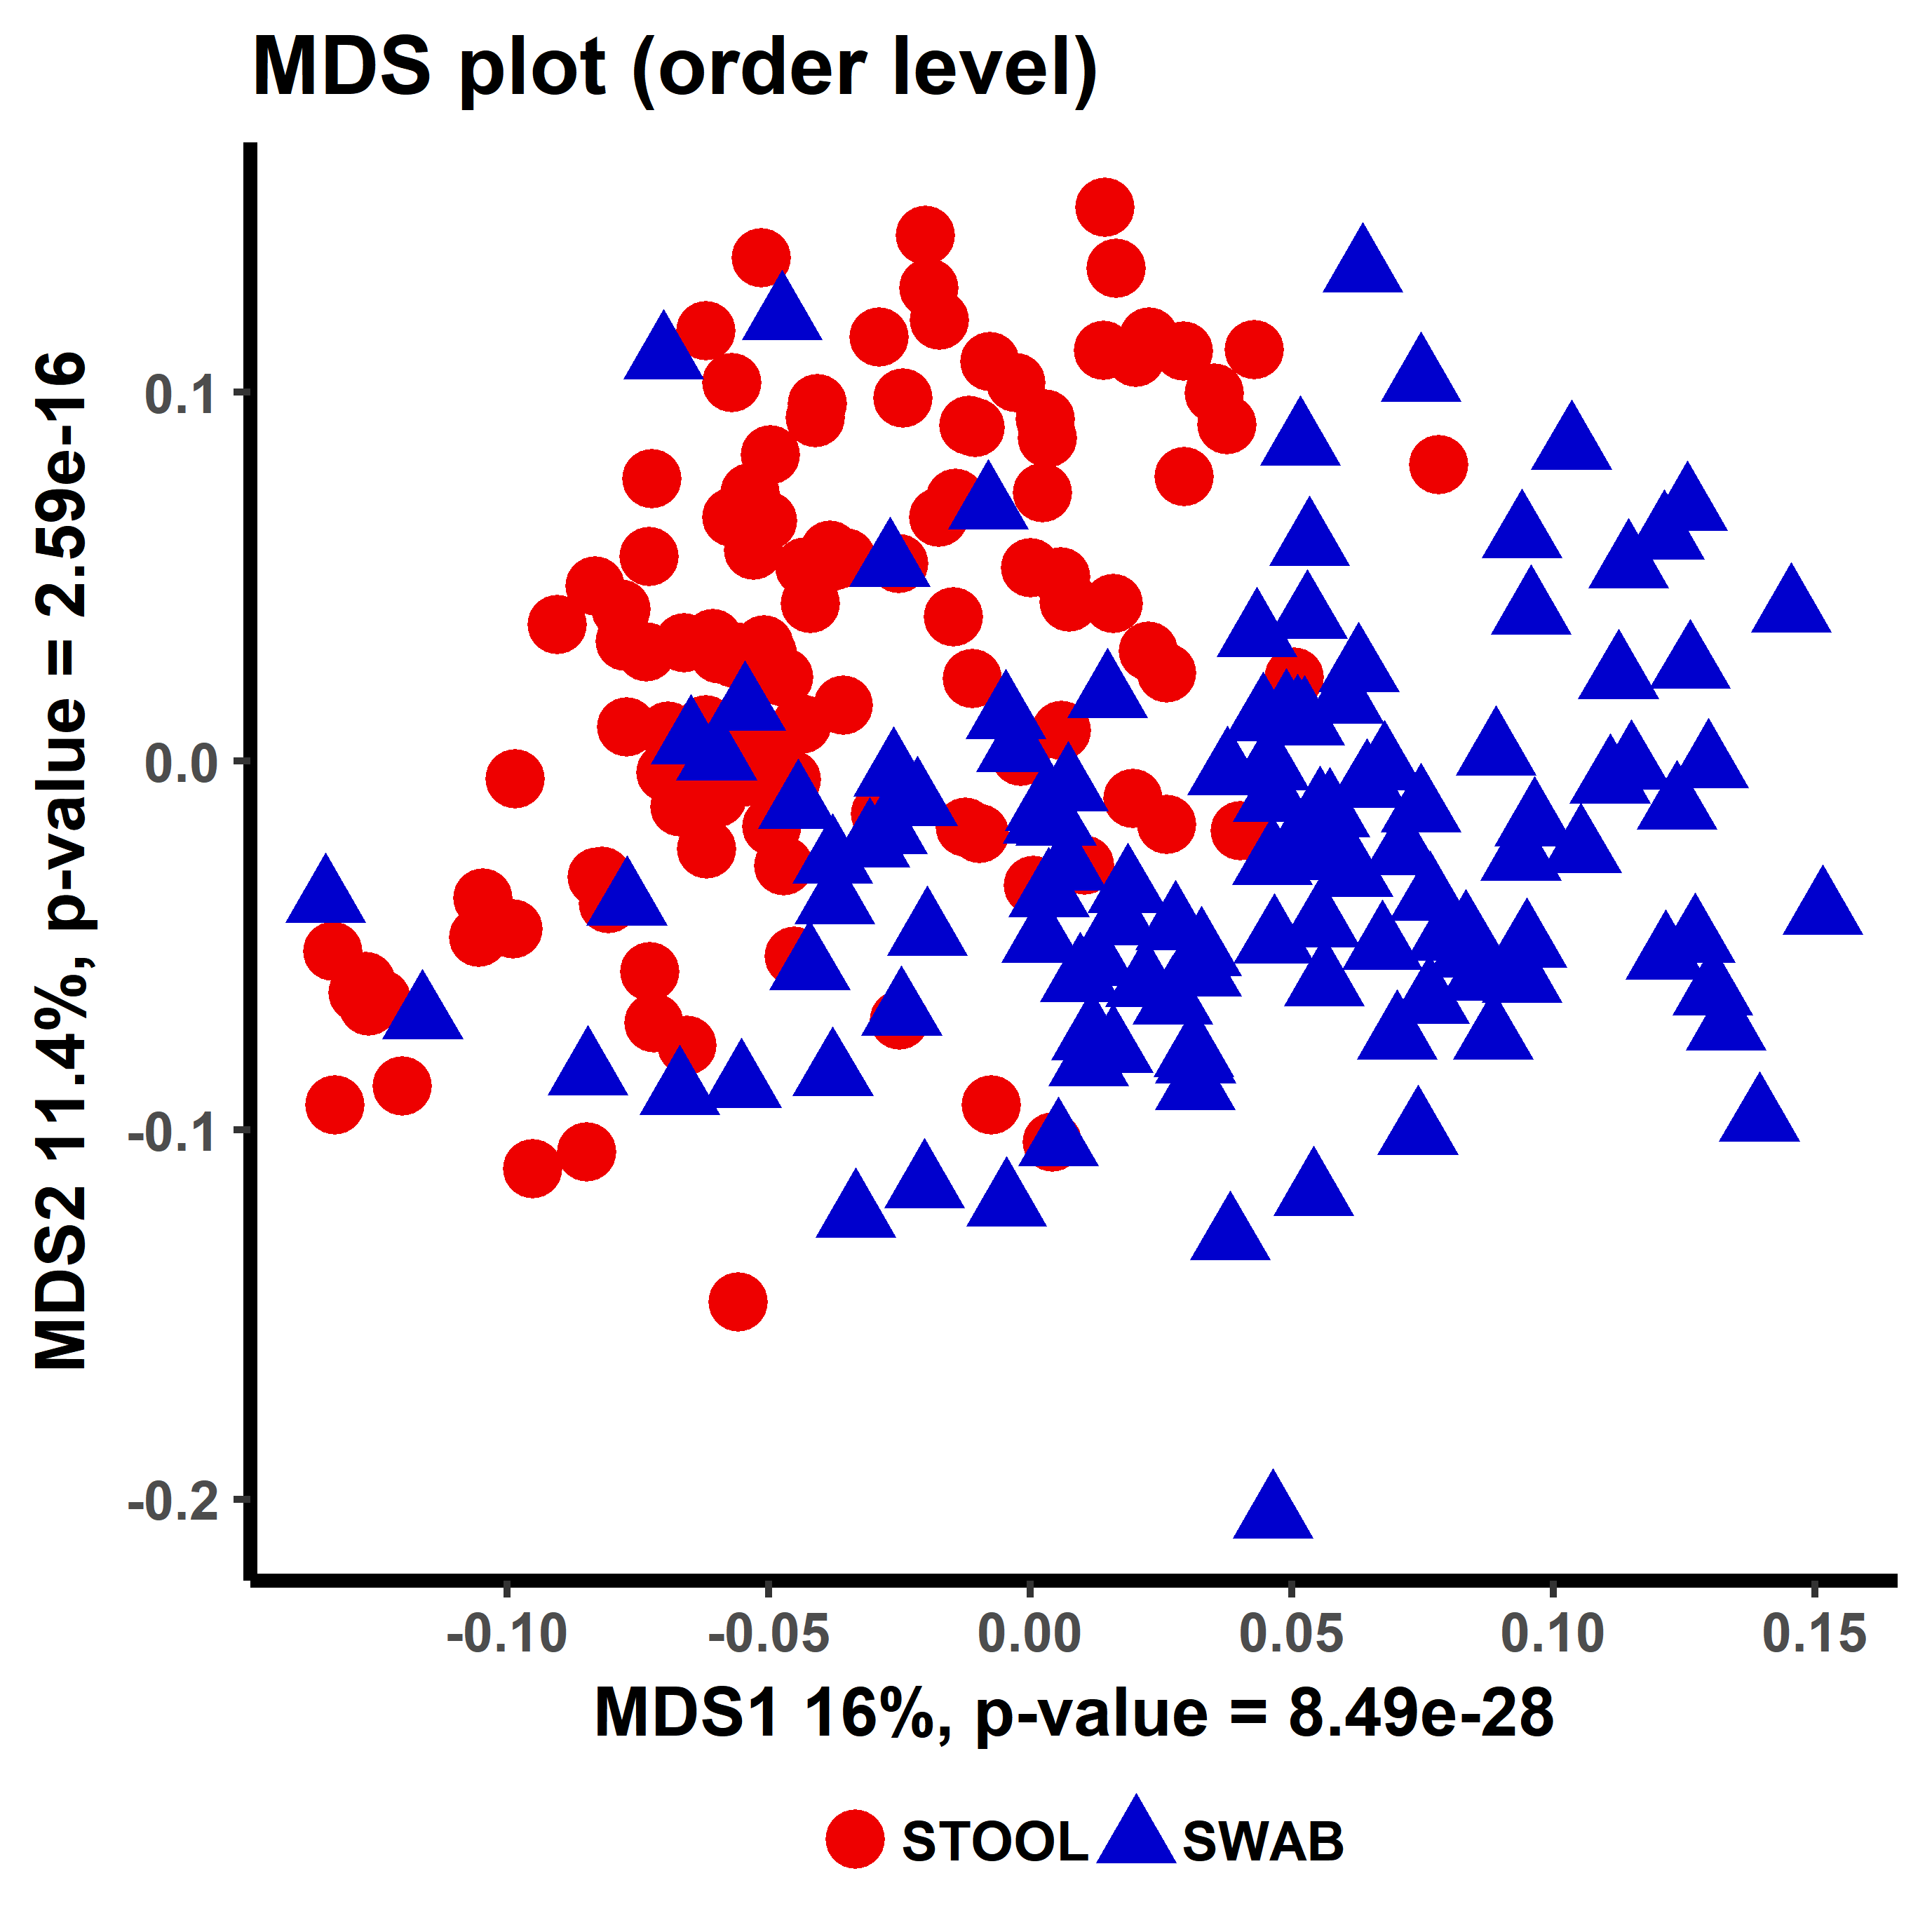 MDS plot (order level)
MDS2 11.4%, p-value = 2.59e-16
0.1
0.0
-0.1
-0.2
-0.10 -0.05 0.00 0.05 0.10 0.15
MDS1 16%, p-value = 8.49e-28
STOOL SWAB